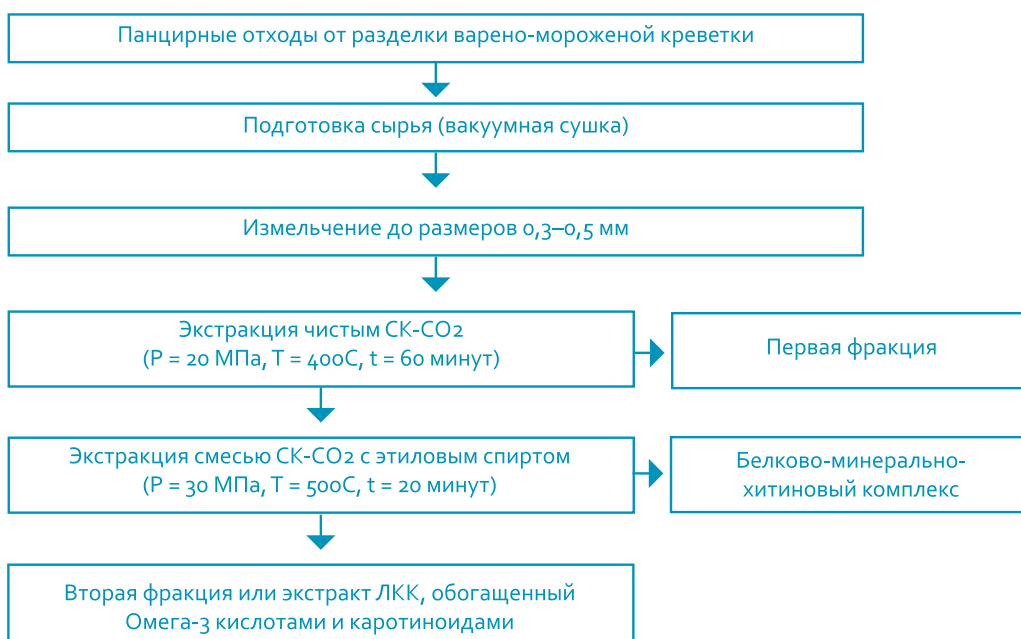 Панцирные отходы от разделки варено-мороженой креветки
Подготовка сырья (вакуумная сушка)
Измельчение до размеров 0,3–0,5 мм
Экстракция чистым СК-СО2
(P = 20 МПа, T = 400С, t = 60 минут)
Первая фракция
Экстракция смесью СК-СО2 с этиловым спиртом
(P = 30 МПа, T = 500С, t = 20 минут)
Белково-минерально-
хитиновый комплекс
Вторая фракция или экстракт ЛКК, обогащенный
Омега-3 кислотами и каротиноидами